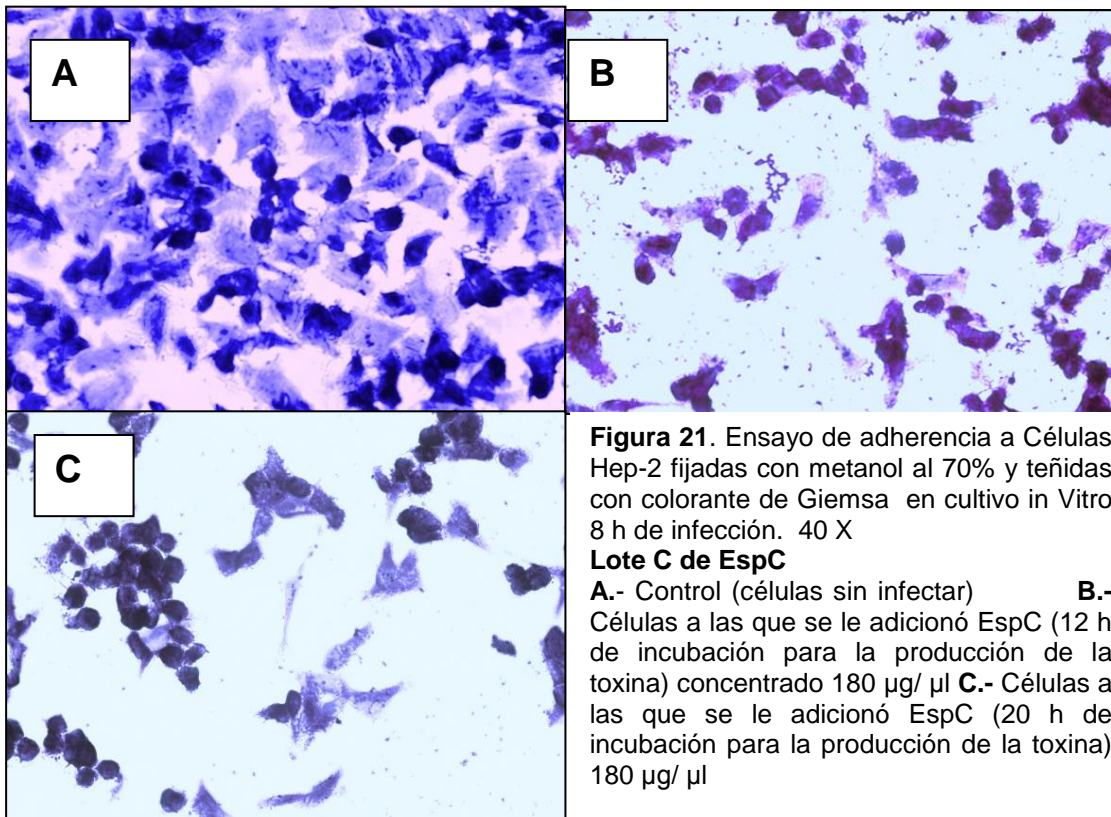 A
B
C
Figura 21. Ensayo de adherencia a Células
Hep-2 fijadas con metanol al 70% y teñidas
con colorante de Giemsa en cultivo in Vitro
8 h de infección. 40 X
Lote C de EspC
A.- Control (células sin infectar) B.-
Células a las que se le adicionó EspC (12 h
de incubación para la producción de la
toxina) concentrado 180 µg/ µl C.- Células a
las que se le adicionó EspC (20 h de
incubación para la producción de la toxina)
180 µg/ µl